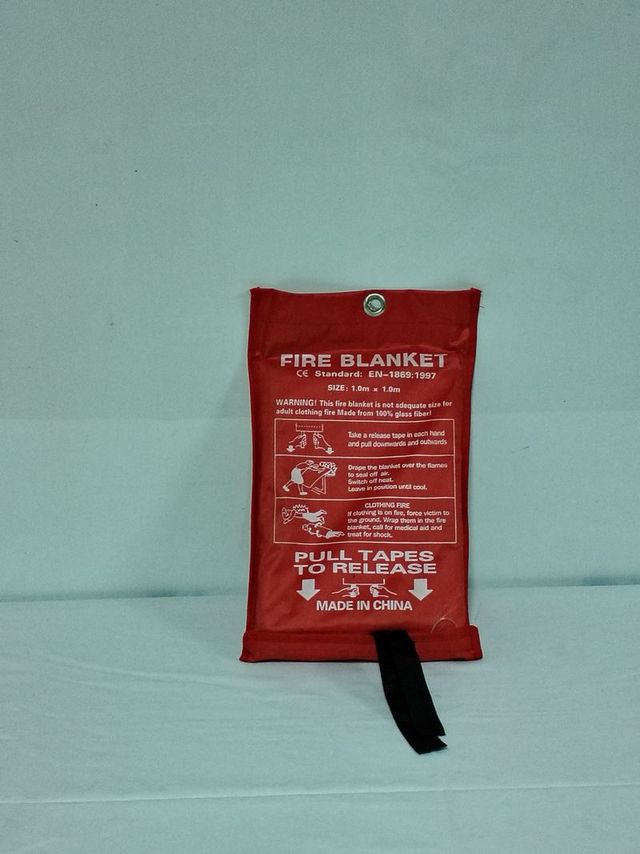 FIRE BLANKET
CE Standard: EN-1869:1997
SIZE: 1.0m × 1.0m
WARNING! This fire blanket is not adequate size for
adult clothing fire Made from 100% glass fiber!
Take a release tape in each hand
and pull downwards and outwards
Drape the blanket over the flames
to seal off air.
Switch off heat.
Leave in position until cool.
CLOTHING FIRE
If clothing is on fire, force victim to
the ground. Wrap them in the fire
blanket, call for medical aid and
treat for shock.
PULL TAPES
TO RELEASE
MADE IN CHINA